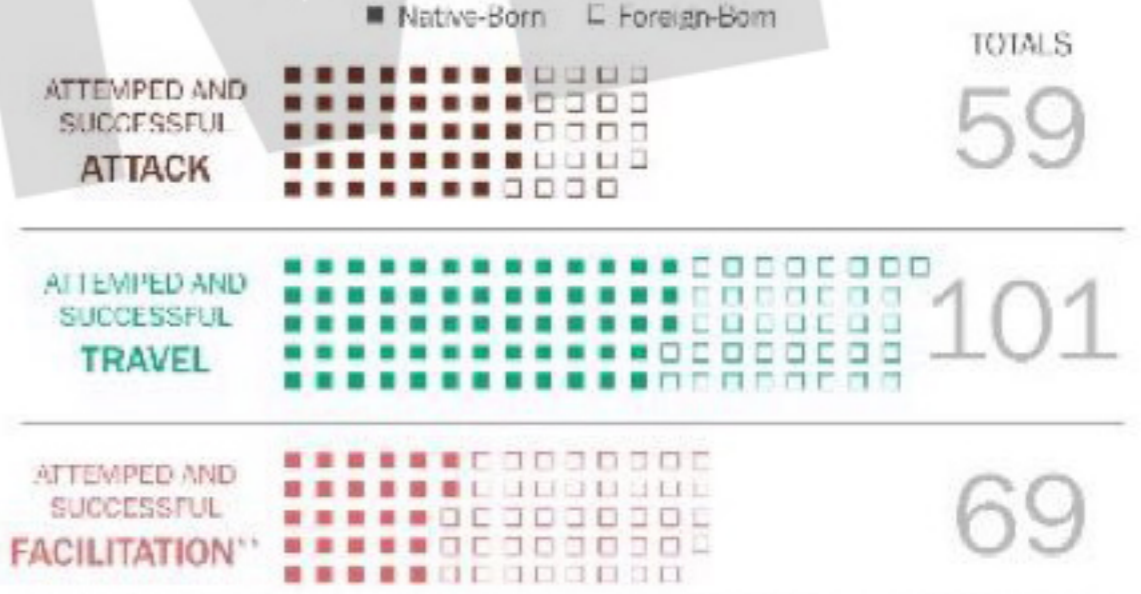 Native-Born Foreign-Born
TOTALS
ATTEMPED AND
SUCCESSFUL
ATTACK
59
ATTEMPED AND
SUCCESSFUL
TRAVEL
101
ATTEMPED AND
SUCCESSFUL
FACILITATION**
69